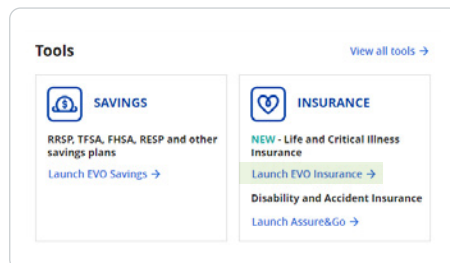 Tools
View all tools →
SAVINGS
RRSP, TFSA, FHSA, RESP and other
savings plans
Launch EVO Savings →
INSURANCE
NEW - Life and Critical Illness
Insurance
Launch EVO Insurance →
Disability and Accident Insurance
Launch Assure&Go →